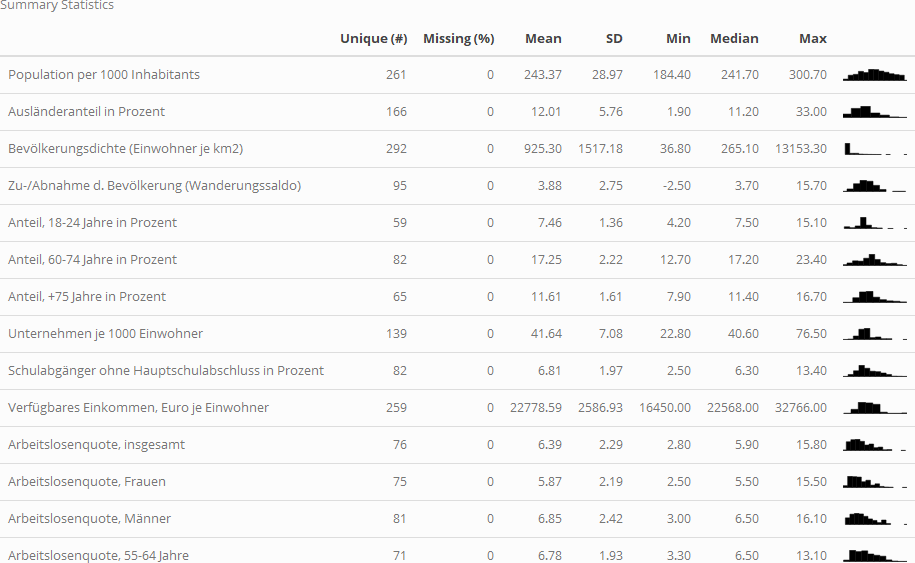 Summary Statistics
Unique (#) Missing (%) Mean SD Min Median Max
Population per 1000 Inhabitants 261 0 243.37 28.97 184.40 241.70 300.70
Ausländeranteil in Prozent 166 0 12.01 5.76 1.90 11.20 33.00
Bevölkerungsdichte (Einwohner je km2) 292 0 925.30 1517.18 36.80 265.10 13153.30
Zu-/Abnahme d. Bevölkerung (Wanderungssaldo) 95 0 3.88 2.75 -2.50 3.70 15.70
Anteil, 18-24 Jahre in Prozent 59 0 7.46 1.36 4.20 7.50 15.10
Anteil, 60-74 Jahre in Prozent 82 0 17.25 2.22 12.70 17.20 23.40
Anteil, +75 Jahre in Prozent 65 0 11.61 1.61 7.90 11.40 16.70
Unternehmen je 1000 Einwohner 139 0 41.64 7.08 22.80 40.60 76.50
Schulabgänger ohne Hauptschulabschluss in Prozent 82 0 6.81 1.97 2.50 6.30 13.40
Verfügbares Einkommen, Euro je Einwohner 259 0 22778.59 2586.93 16450.00 22568.00 32766.00
Arbeitslosenquote, insgesamt 76 0 6.39 2.29 2.80 5.90 15.80
Arbeitslosenquote, Frauen 75 0 5.87 2.19 2.50 5.50 15.50
Arbeitslosenquote, Männer 81 0 6.85 2.42 3.00 6.50 16.10
Arbeitslosenquote, 55-64 Jahre 71 0 6.78 1.93 3.30 6.50 13.10